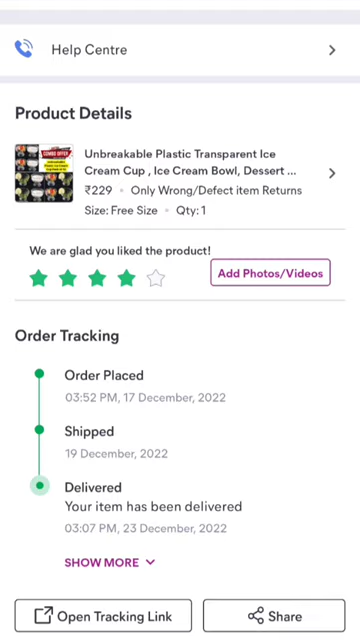 Help Centre
Product Details
COMBO OFFER
Unbreakable Plastic Transparent Ice
Cream Cup , Ice Cream Bowl, Dessert ...
₹229 • Only Wrong/Defect item Returns
Size: Free Size • Qty: 1
We are glad you liked the product!
Add Photos/Videos
Order Tracking
Order Placed
03:52 PM, 17 December, 2022
Shipped
19 December, 2022
Delivered
Your item has been delivered
03:07 PM, 23 December, 2022
SHOW MORE
Open Tracking Link
Share